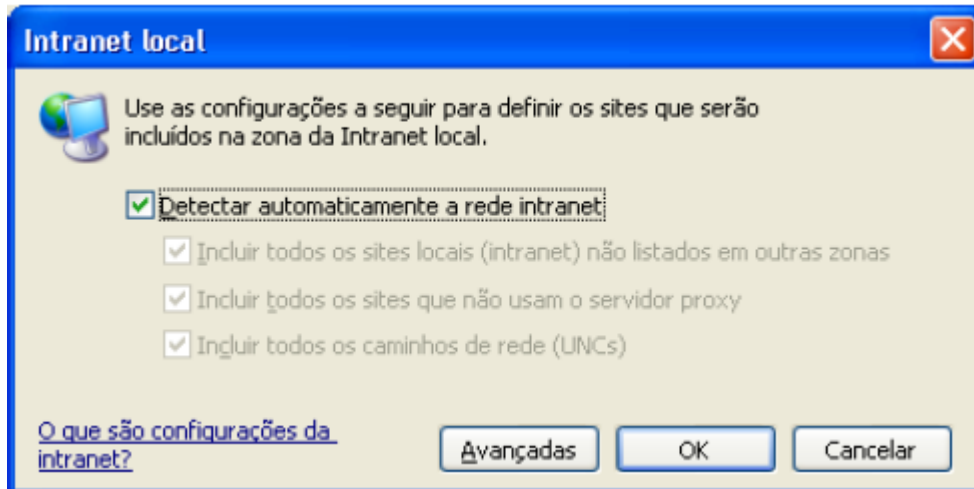 Intranet local
Use as configurações a seguir para definir os sites que serão
incluídos na zona da Intranet local.
Detectar automaticamente a rede intranet
Incluir todos os sites locais (intranet) não listados em outras zonas
Incluir todos os sites que não usam o servidor proxy
Incluir todos os caminhos de rede (UNCs)
O que são configurações da
intranet?
Avançadas
OK
Cancelar